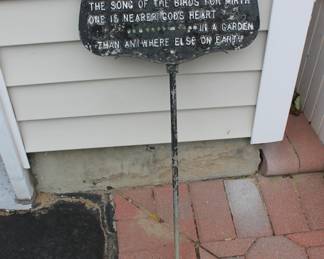 THE SONG OF THE BIRDS FOR MIRTH
ONE IS NEARER GOD'S HEART
IN A GARDEN
THAN ANYWHERE ELSE ON EARTH